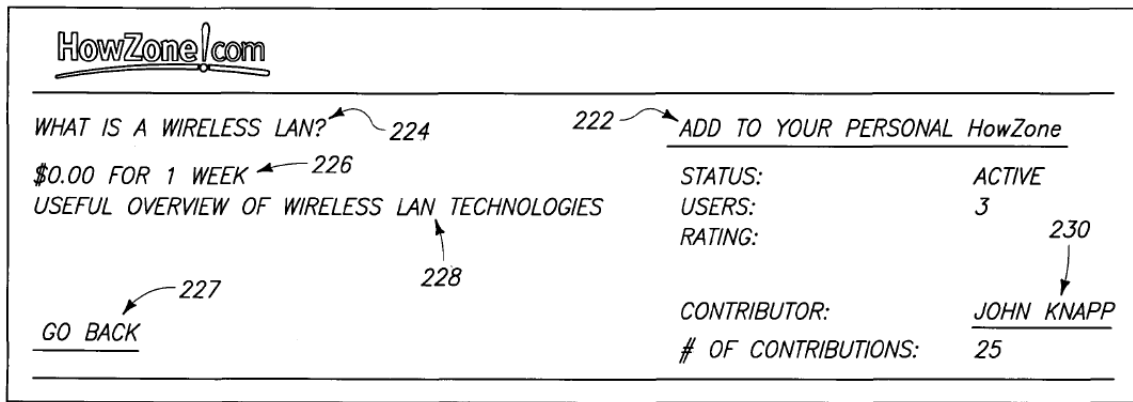 HowZone!com
WHAT IS A WIRELESS LAN? 224
222 ADD TO YOUR PERSONAL HowZone
$0.00 FOR 1 WEEK 226
STATUS: ACTIVE
USEFUL OVERVIEW OF WIRELESS LAN TECHNOLOGIES
USERS: 3
RATING:
230
228
227
CONTRIBUTOR: JOHN KNAPP
GO BACK
# OF CONTRIBUTIONS: 25